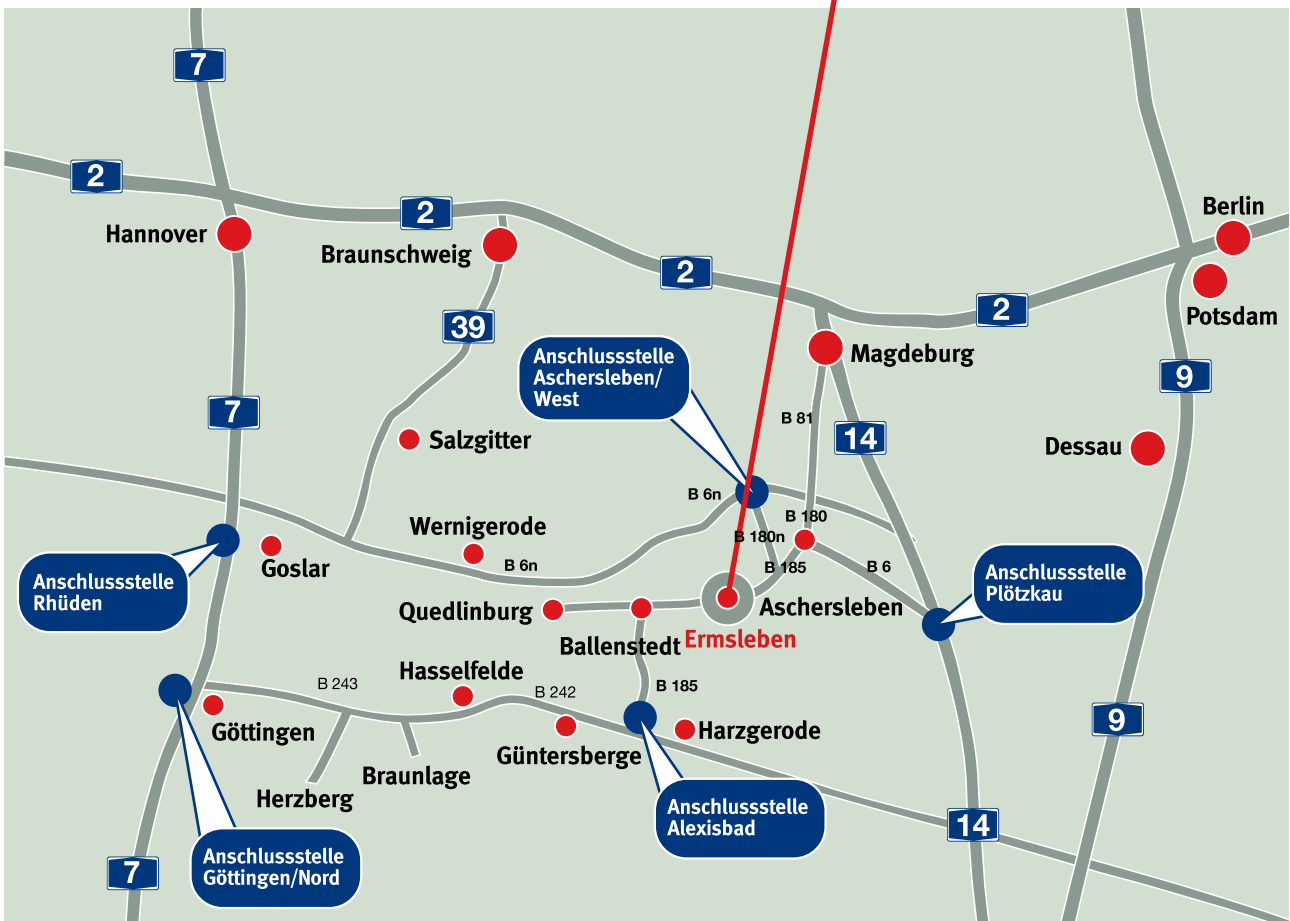 7
2
Berlin
2
Hannover
Braunschweig
2
2
Potsdam
39
Anschlussstelle
Aschersleben/
West
Magdeburg
9
7
B 81
14
Salzgitter
Dessau
B 6n
B 180
Wernigerode
B 180n
B 6n
B 185
B 6
Goslar
Anschlussstelle
Rhüden
Anschlussstelle
Plötzkau
Quedlinburg
Aschersleben
Ballenstedt
Ermsleben
Hasselfelde
B 243
B 242
B 185
9
Göttingen
Harzgerode
Güntersberge
Braunlage
Herzberg
Anschlussstelle
Alexisbad
14
Anschlussstelle
Göttingen/Nord
7